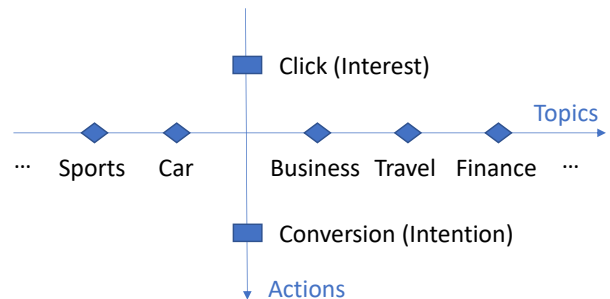 Click (Interest)
Topics
... Sports Car Business Travel Finance ...
Conversion (Intention)
Actions